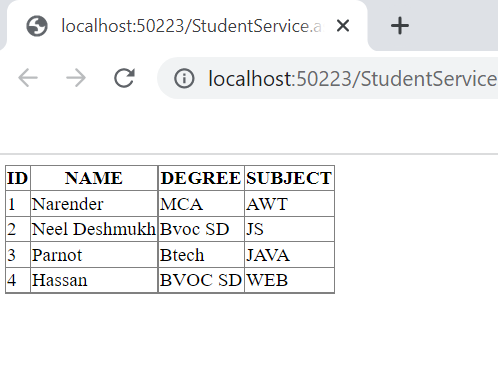 localhost:50223/StudentService.a
localhost:50223/StudentService
ID NAME DEGREE SUBJECT
1 Narender MCA AWT
2 Neel Deshmukh Bvoc SD JS
3 Parnot Btech JAVA
4 Hassan BVOC SD WEB